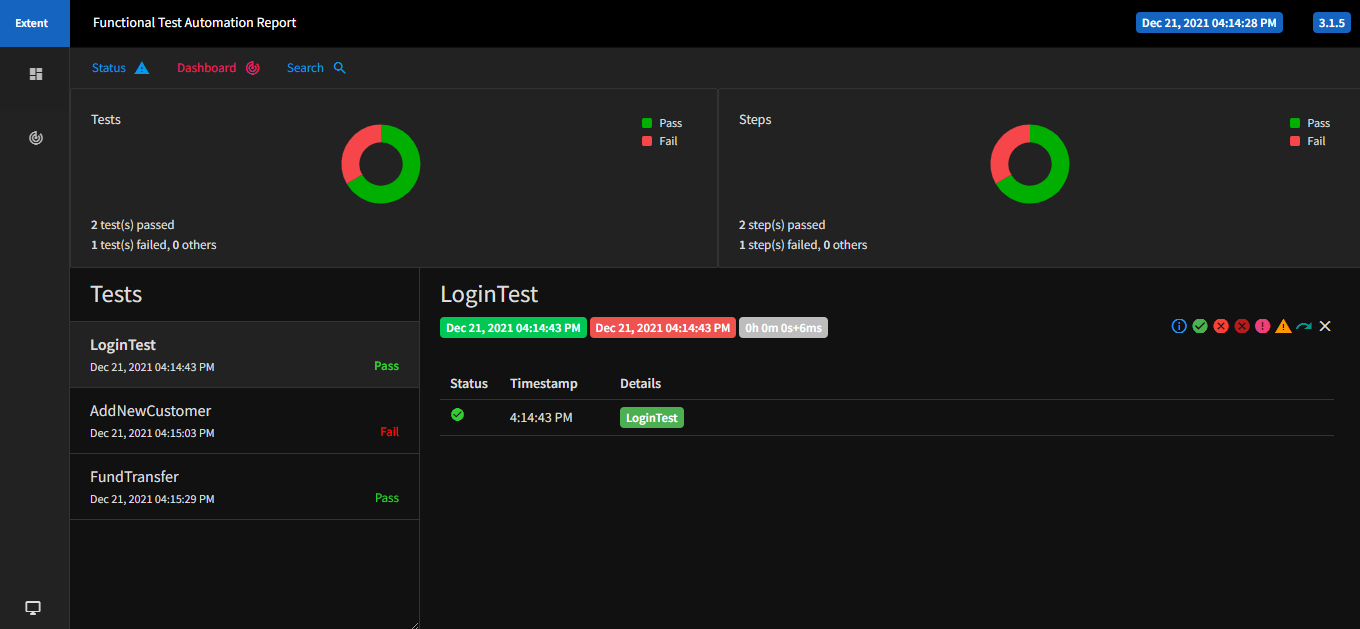 Extent
Functional Test Automation Report
Dec 21, 2021 04:14:28 PM
3.1.5
Status
Dashboard
Search
Tests
Pass
Fail
2 test(s) passed
1 test(s) failed, 0 others
Steps
Pass
Fail
2 step(s) passed
1 step(s) failed, 0 others
Tests
LoginTest
Dec 21, 2021 04:14:43 PM
Pass
AddNewCustomer
Dec 21, 2021 04:15:03 PM
Fail
FundTransfer
Dec 21, 2021 04:15:29 PM
Pass
LoginTest
Dec 21, 2021 04:14:43 PM Dec 21, 2021 04:14:43 PM 0h 0m 0s+6ms
Status Timestamp Details
4:14:43 PM LoginTest